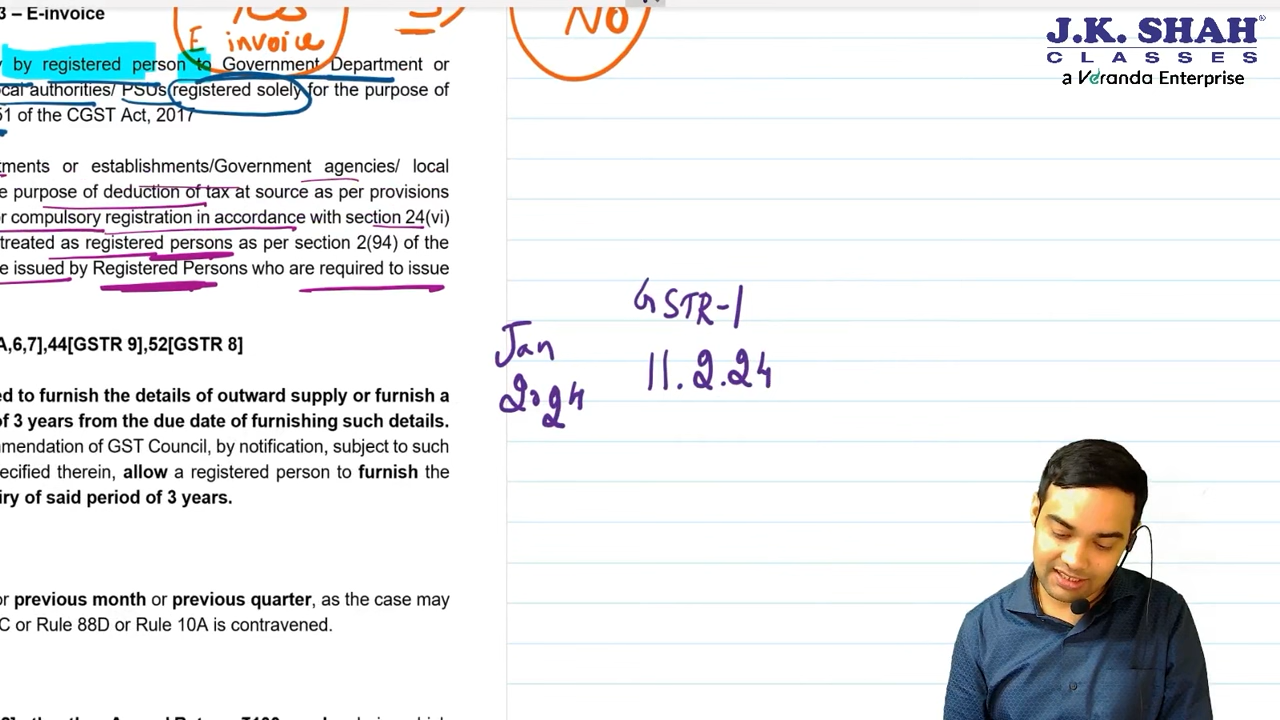 3 – E-invoice
TCS
E invoice
No
J.K. SHAH®
CLASSES
a Veranda Enterprise
by registered person to Government Department or
ocal authorities/ PSUs registered solely for the purpose of
51 of the CGST Act, 2017
tments or establishments/Government agencies/ local
e purpose of deduction of tax at source as per provisions
or compulsory registration in accordance with section 24(vi)
treated as registered persons as per section 2(94) of the
e issued by Registered Persons who are required to issue
A,6,7],44[GSTR 9],52[GSTR 8]
ed to furnish the details of outward supply or furnish a
of 3 years from the due date of furnishing such details.
mmendation of GST Council, by notification, subject to such
ecified therein, allow a registered person to furnish the
iry of said period of 3 years.
or previous month or previous quarter, as the case may
C or Rule 88D or Rule 10A is contravened.
GSTR-1
Jan
2024
11.2.24